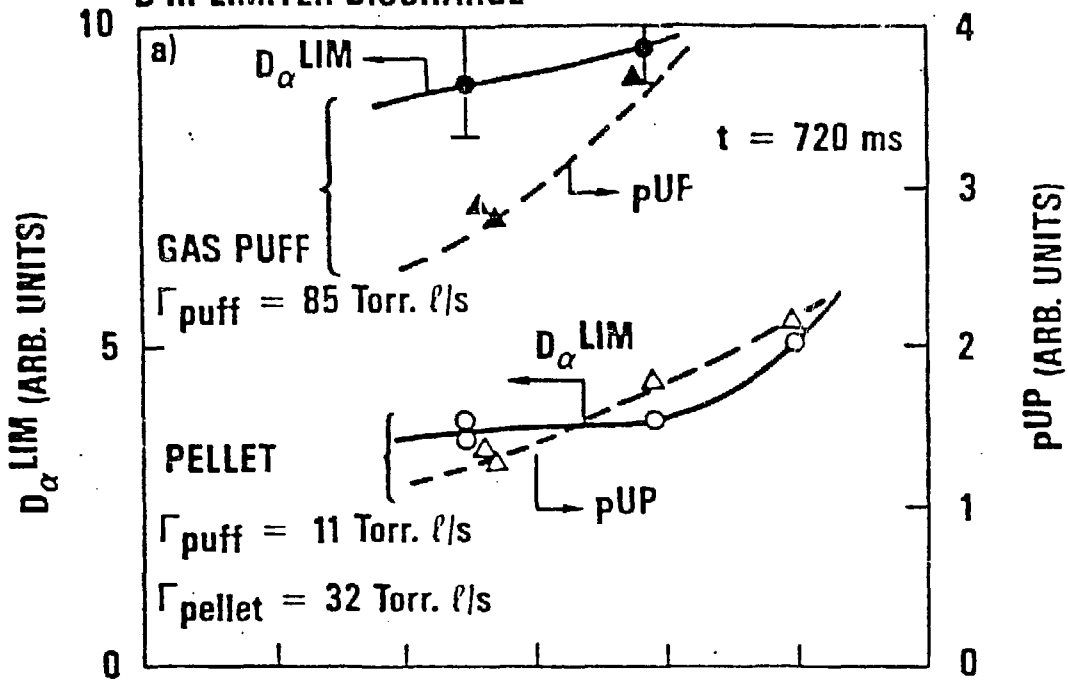 10
4
a)
DαLIM
t = 720 ms
3
pUP
GAS PUFF
Γpuff = 85 Torr. ℓ/s
DαLIM (ARB. UNITS)
pUP (ARB. UNITS)
5
DαLIM
2
PELLET
pUP
1
Γpuff = 11 Torr. ℓ/s
Γpellet = 32 Torr. ℓ/s
0
0